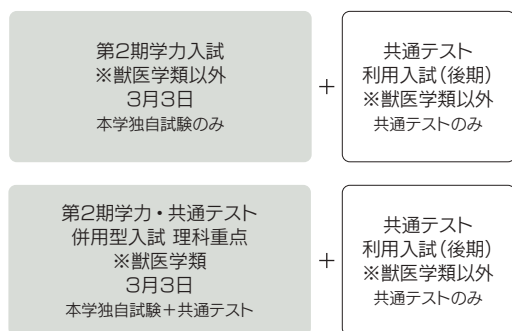 第2期学力入試
※獣医学類以外
3月3日
本学独自試験のみ
+
共通テスト
利用入試(後期)
※獣医学類以外
共通テストのみ
第2期学力・共通テスト
併用型入試 理科重点
※獣医学類
3月3日
本学独自試験+共通テスト
+
共通テスト
利用入試(後期)
※獣医学類以外
共通テストのみ